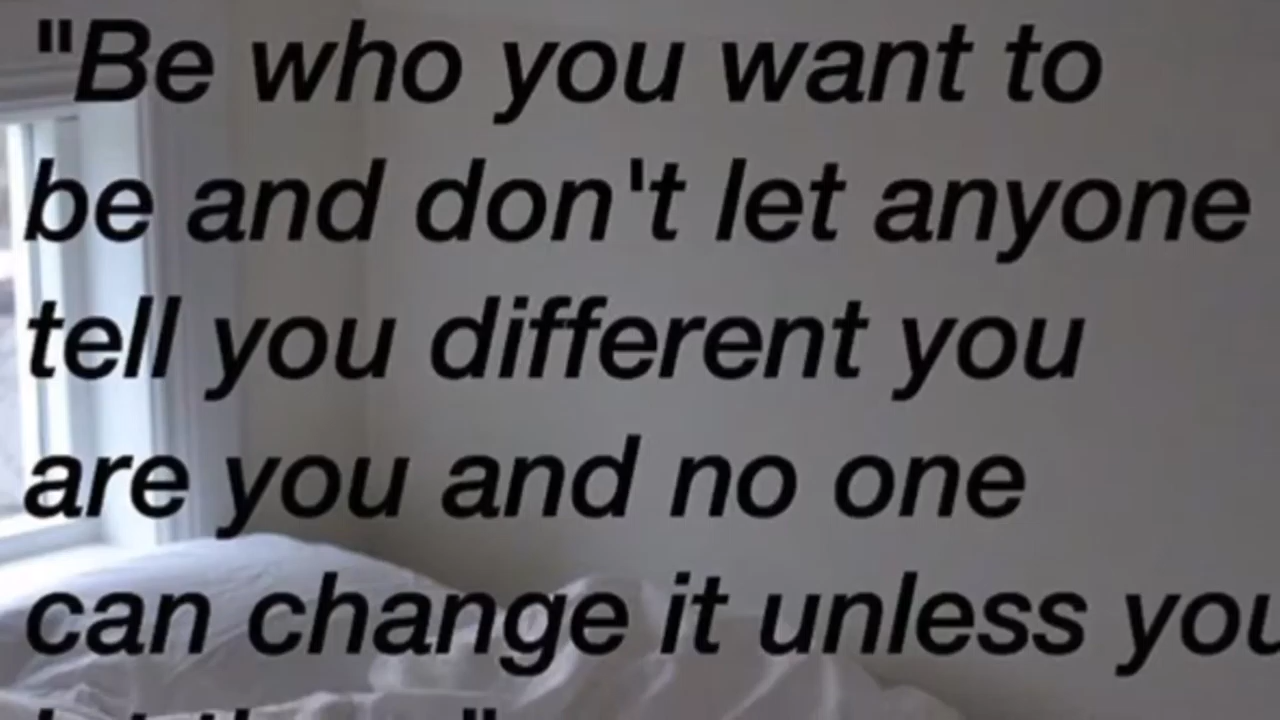 "Be who you want to
be and don't let anyone
tell you different you
are you and no one
can change it unless you